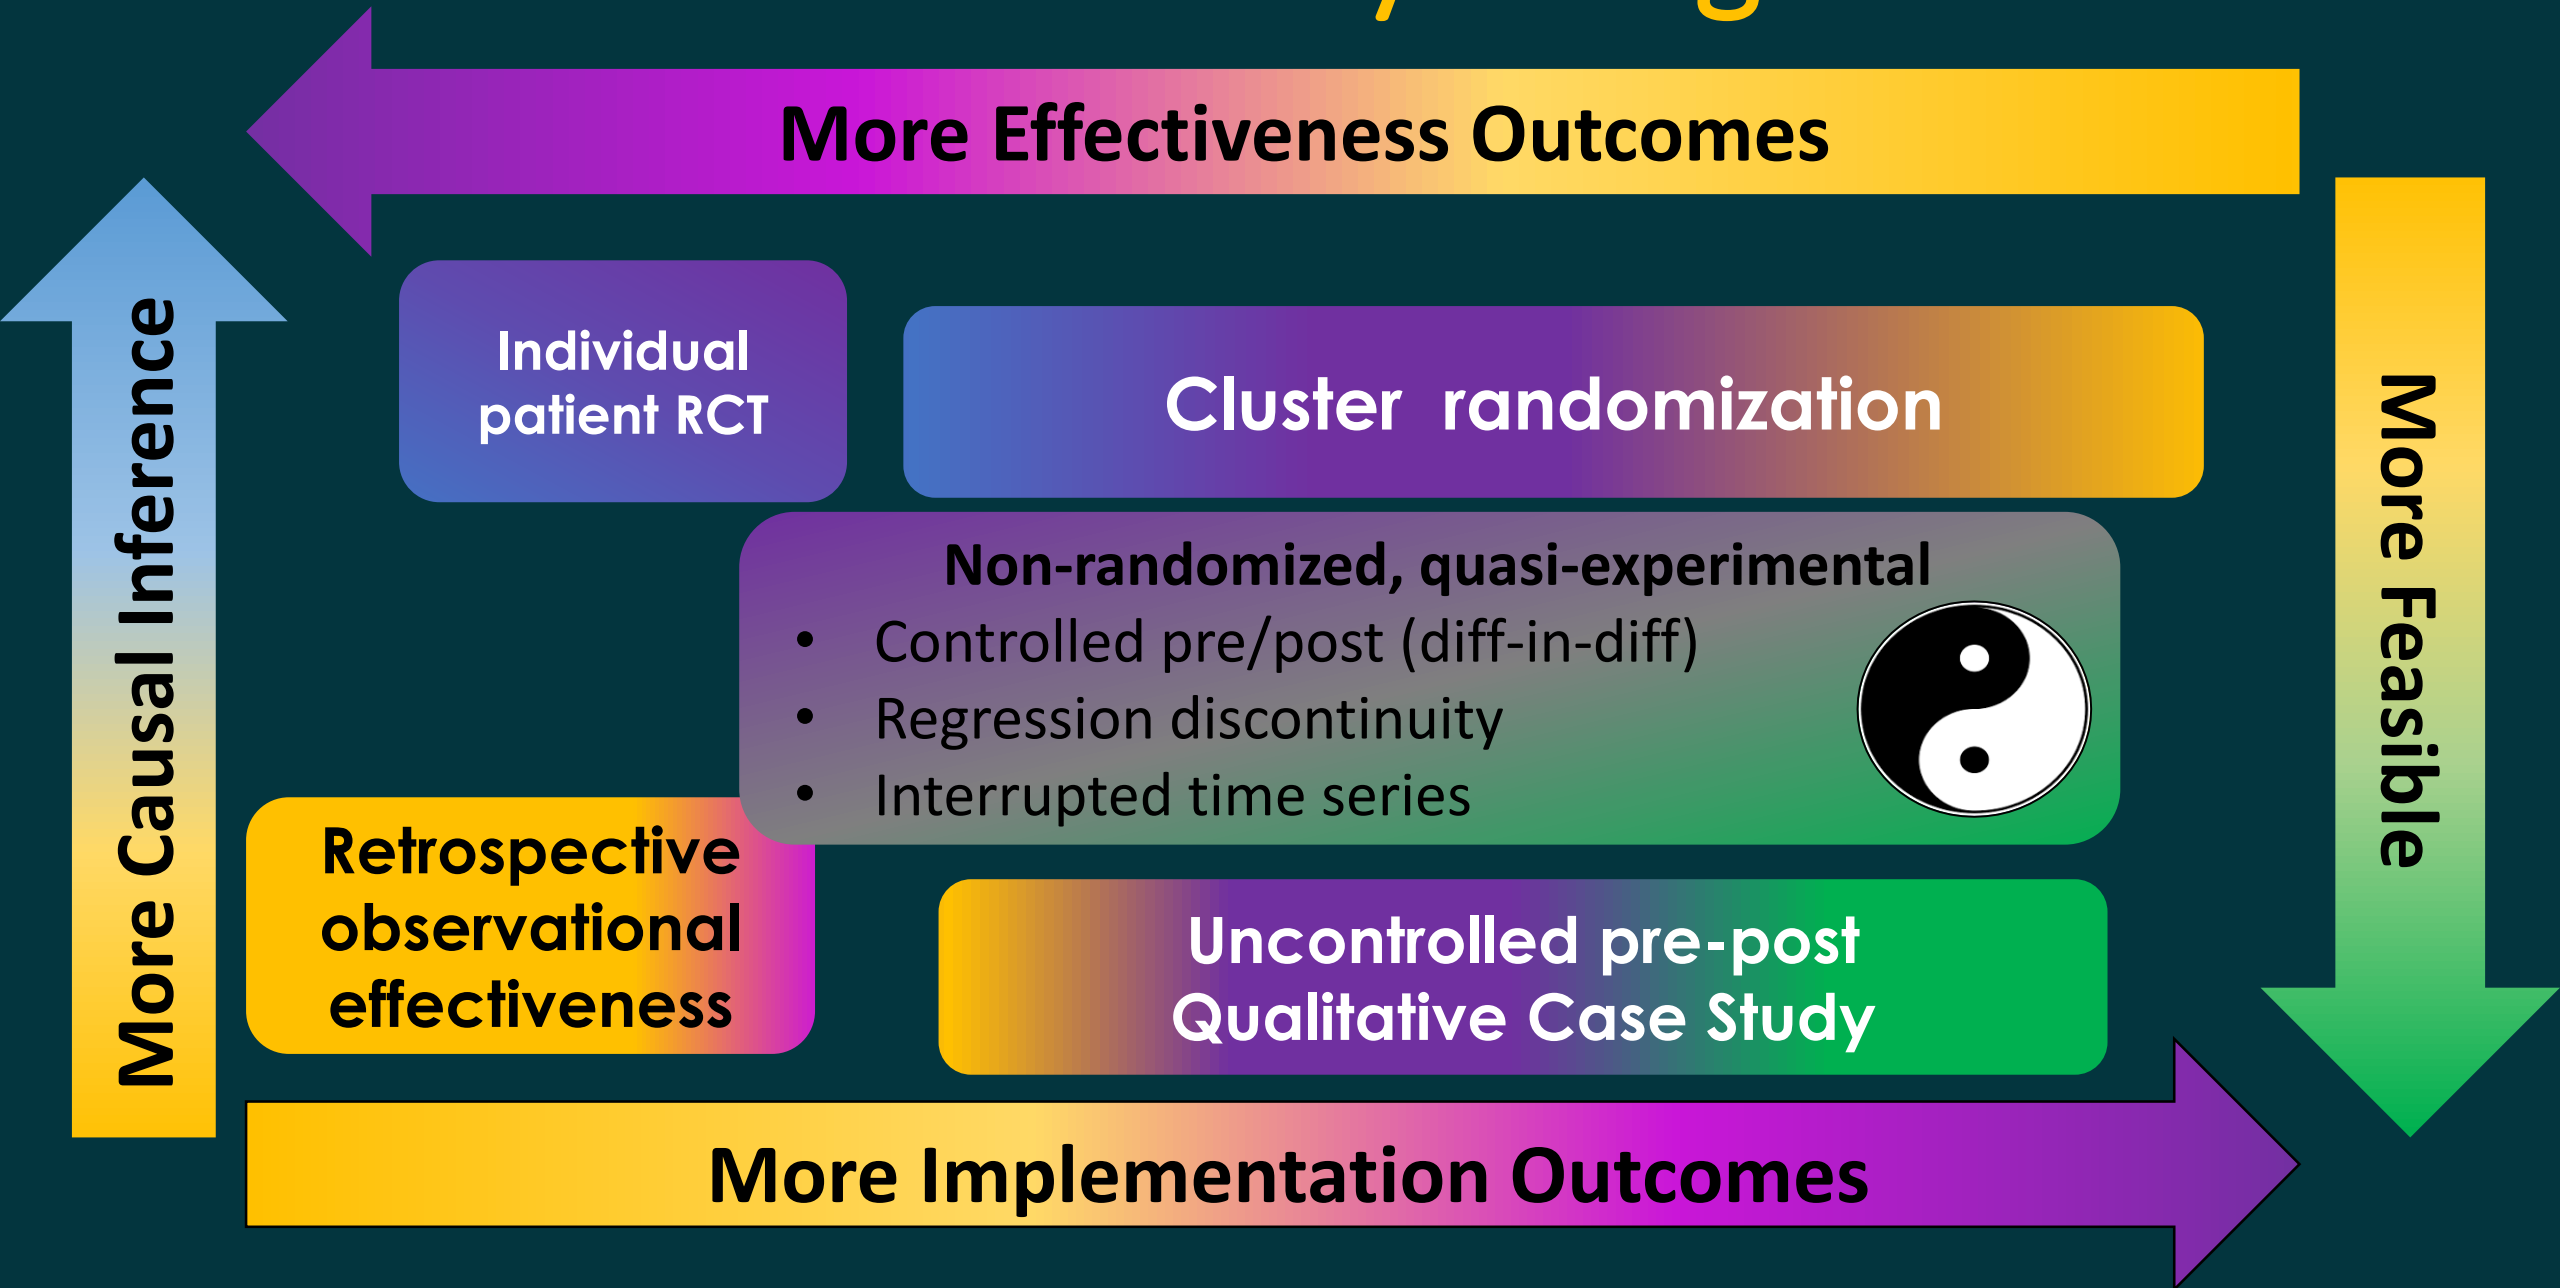 More Effectiveness Outcomes
More Causal Inference
Individual
patient RCT
Cluster randomization
More Feasible
Non-randomized, quasi-experimental
• Controlled pre/post (diff-in-diff)
• Regression discontinuity
• Interrupted time series
Retrospective
observational
effectiveness
Uncontrolled pre-post
Qualitative Case Study
More Implementation Outcomes